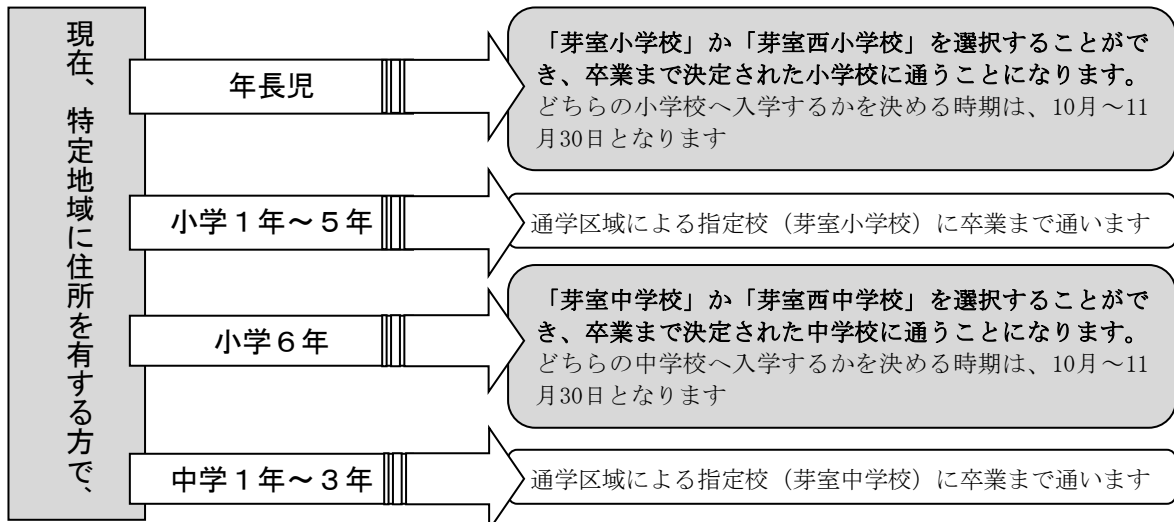 現在、特定地域に住所を有する方で、
年長児
「芽室小学校」か「芽室西小学校」を選択することがで
き、卒業まで決定された小学校に通うことになります。
どちらの小学校へ入学するかを決める時期は、10月～11
月30日となります
小学１年～５年
通学区域による指定校（芽室小学校）に卒業まで通います
小学６年
「芽室中学校」か「芽室西中学校」を選択することがで
き、卒業まで決定された中学校に通うことになります。
どちらの中学校へ入学するかを決める時期は、10月～11
月30日となります
中学１年～３年
通学区域による指定校（芽室中学校）に卒業まで通います